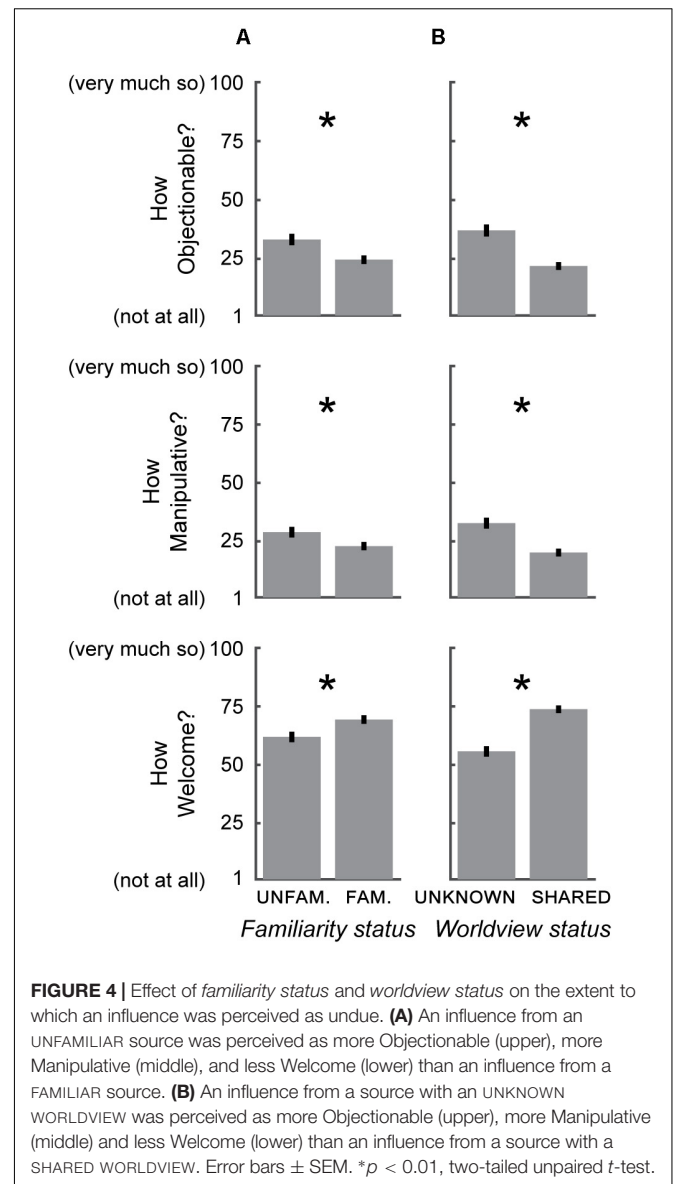 A B
(very much so) 100
75
How
Objectionable?
50
25
(not at all) 1
* *
(very much so) 100
75
How
Manipulative?
50
25
(not at all) 1
* *
(very much so) 100
75
How
Welcome?
50
25
(not at all) 1
* *
UNFAM. FAM. UNKNOWN SHARED
Familiarity status Worldview status
FIGURE 4 | Effect of familiarity status and worldview status on the extent to
which an influence was perceived as undue. (A) An influence from an
UNFAMILIAR source was perceived as more Objectionable (upper), more
Manipulative (middle), and less Welcome (lower) than an influence from a
FAMILIAR source. (B) An influence from a source with an UNKNOWN
WORLDVIEW was perceived as more Objectionable (upper), more Manipulative
(middle) and less Welcome (lower) than an influence from a source with a
SHARED WORLDVIEW. Error bars ± SEM. *p < 0.01, two-tailed unpaired t-test.